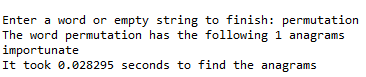 Enter a word or empty string to finish: permutation
The word permutation has the following 1 anagrams
importunate
It took 0.028295 seconds to find the anagrams